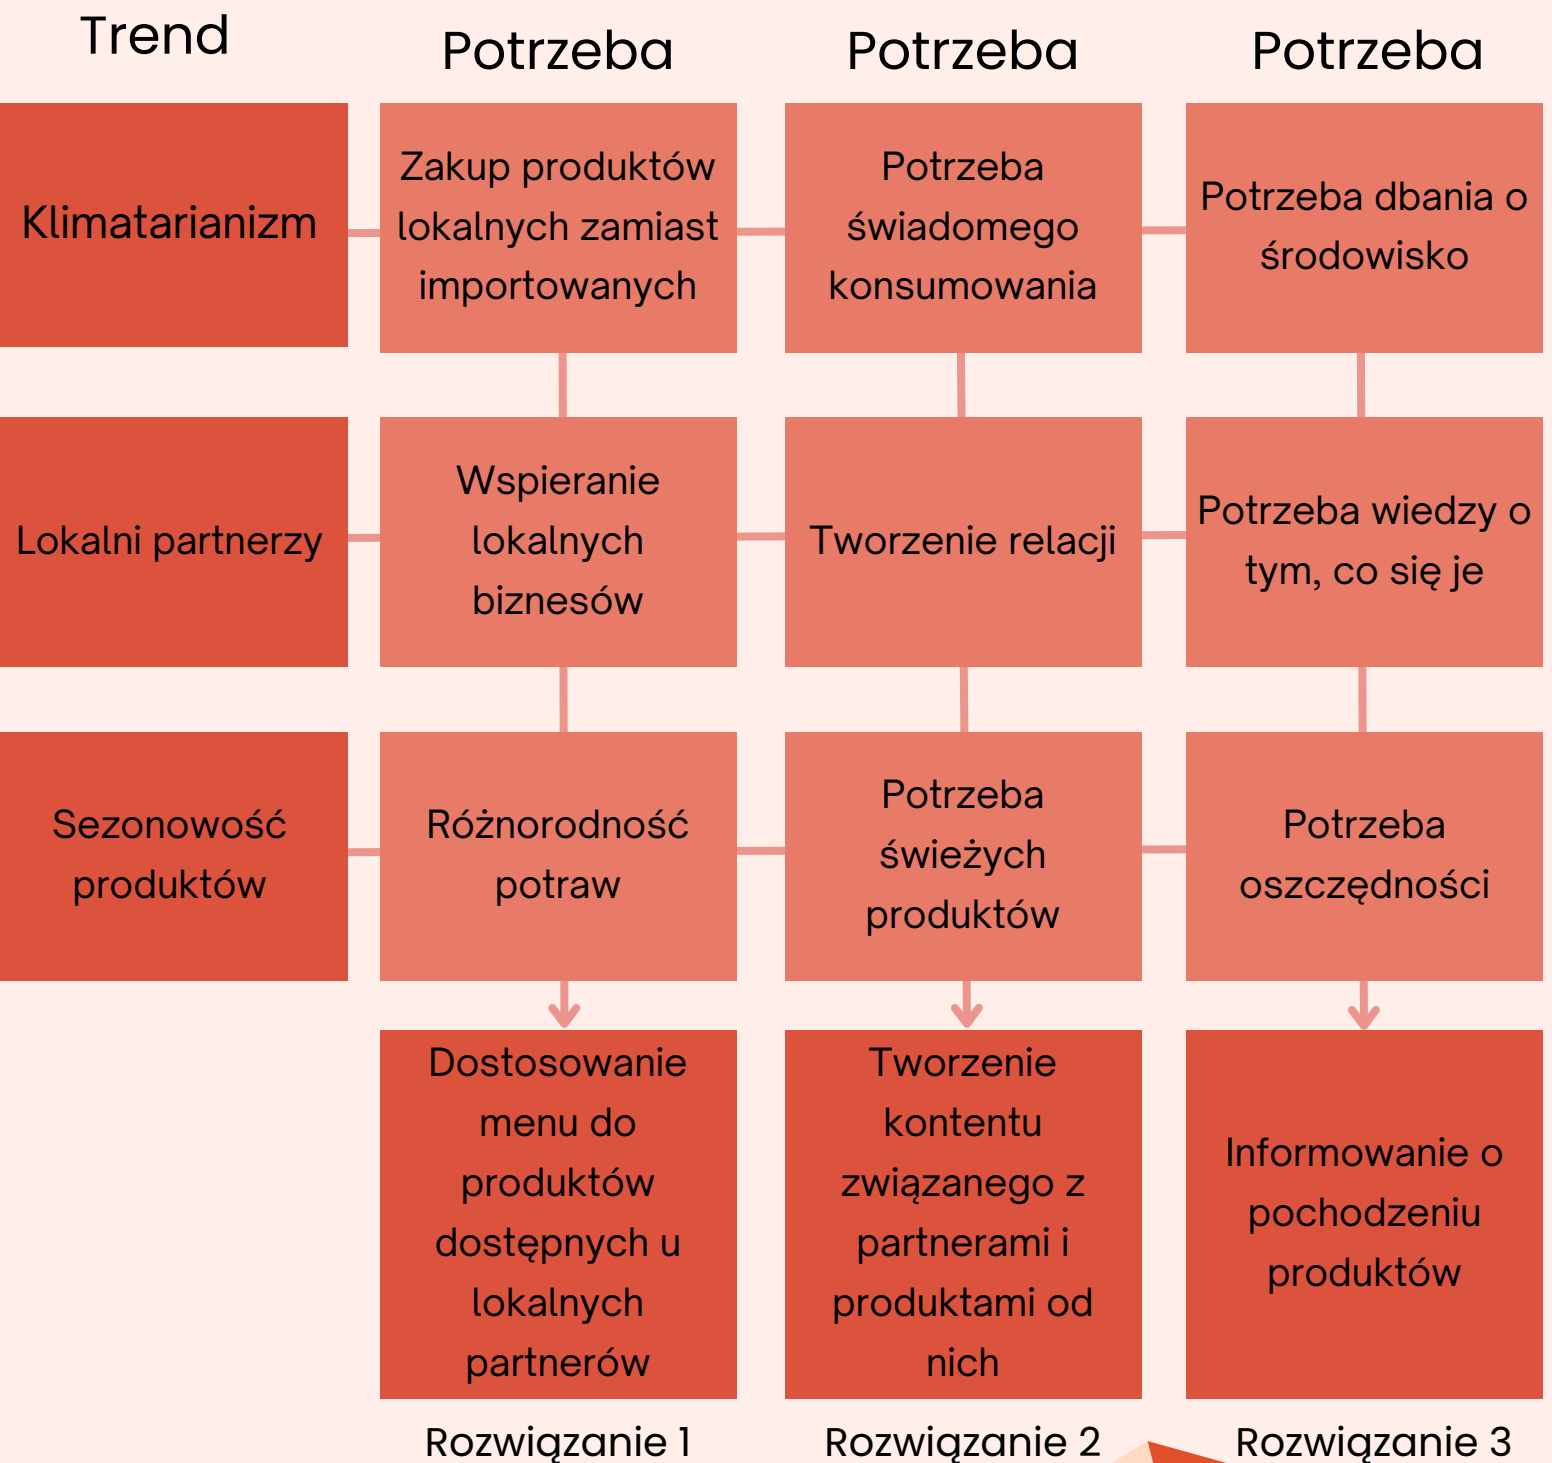 Trend
Potrzeba
Potrzeba
Potrzeba
Klimatarianizm
Zakup produktów
lokalnych zamiast
importowanych
Potrzeba
świadomego
konsumowania
Potrzeba dbania o
środowisko
Lokalni partnerzy
Wspieranie
lokalnych
biznesów
Tworzenie relacji
Potrzeba wiedzy o
tym, co się je
Sezonowość
produktów
Różnorodność
potraw
Potrzeba
świeżych
produktów
Potrzeba
oszczędności
Dostosowanie
menu do
produktów
dostępnych u
lokalnych
partnerów
Tworzenie
kontentu
związanego z
partnerami i
produktami od
nich
Informowanie o
pochodzeniu
produktów
Rozwiązanie 1
Rozwiązanie 2
Rozwiązanie 3